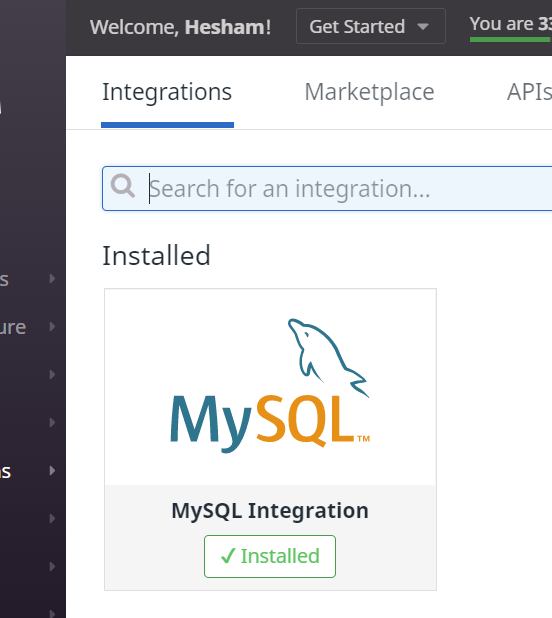 Welcome, Hesham!
Get Started
You are 33
Integrations
Marketplace
APIs
Search for an integration...
Installed
s
ure
ns
MySQL™
MySQL Integration
✓ Installed